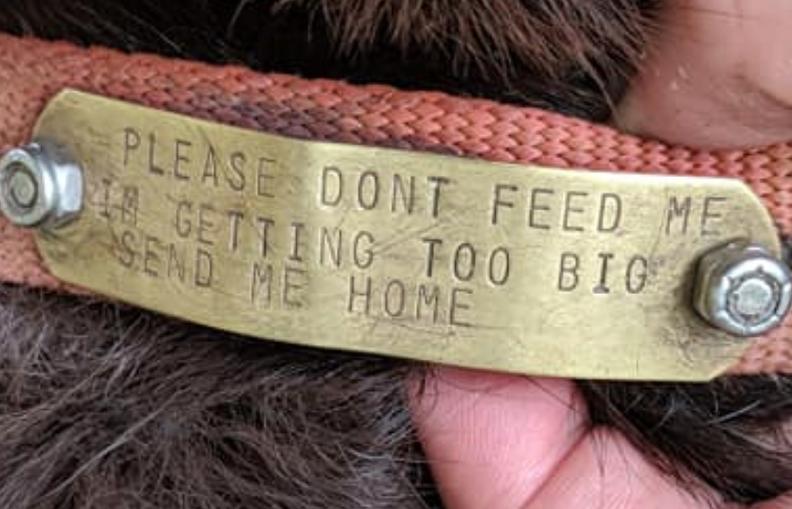 PLEASE DONT FEED ME
IM GETTING TOO BIG
SEND ME HOME